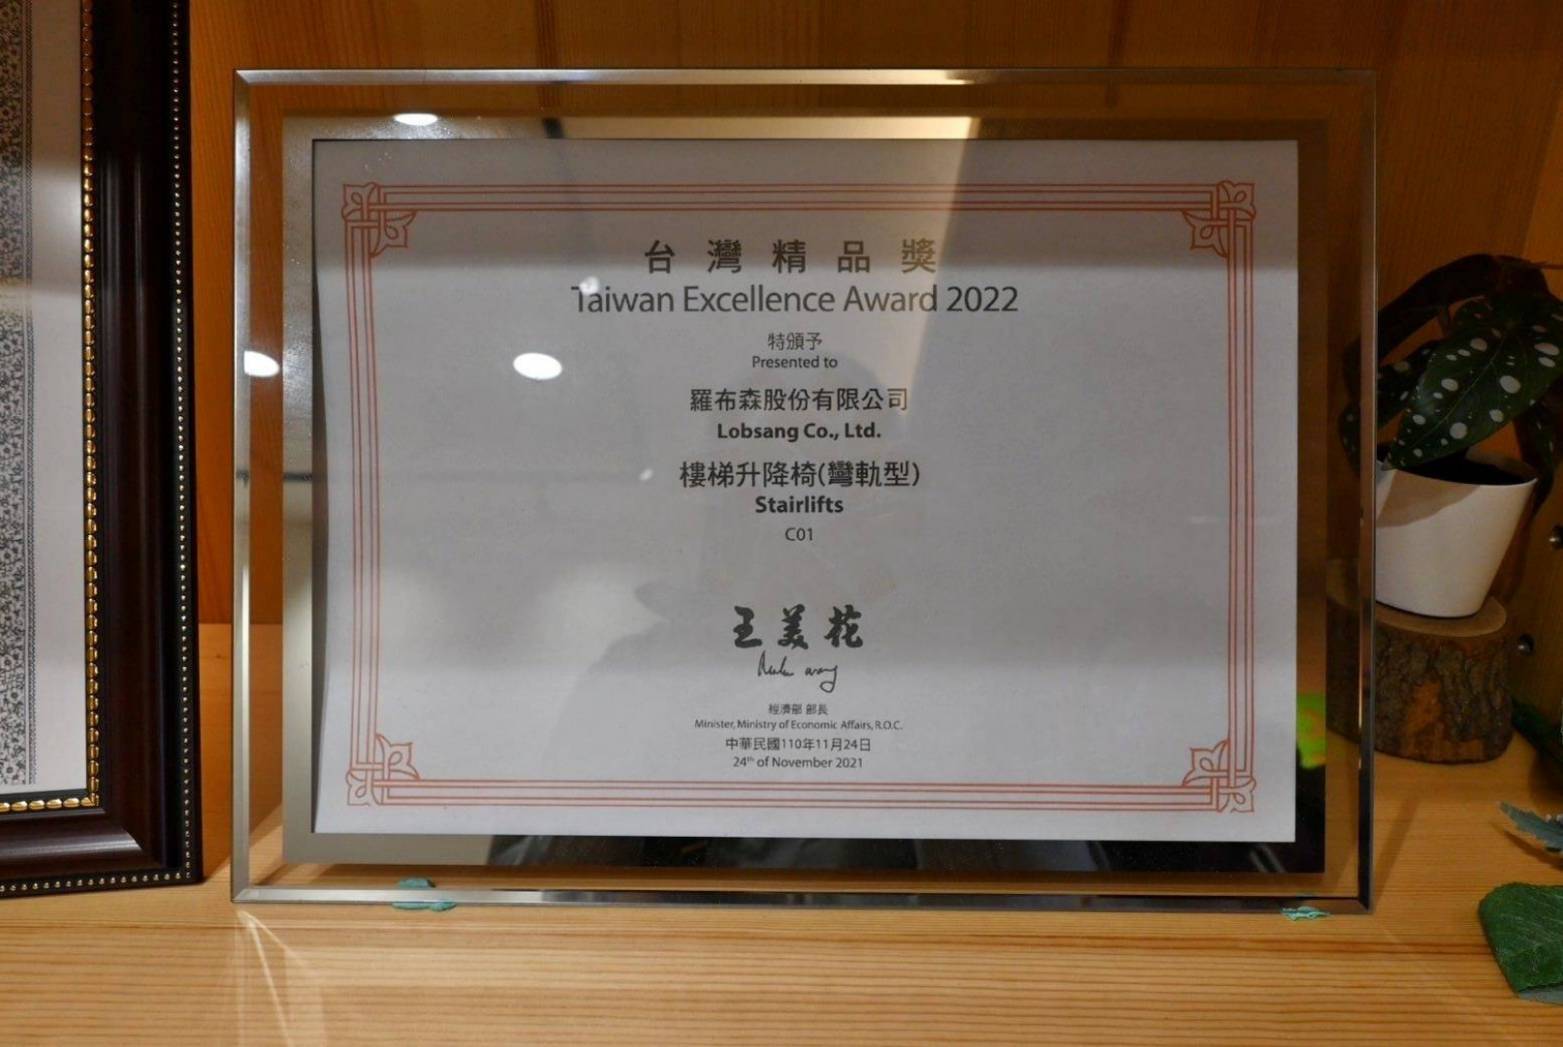 台灣精品獎
Taiwan Excellence Award 2022
特頒予
Presented to
羅布森股份有限公司
Lobsang Co., Ltd.
樓梯升降椅(彎軌型)
Stairlifts
C01
王美花
經濟部 部長
Minister, Ministry of Economic Affairs, R.O.C.
中華民國110年11月24日
24th of November 2021